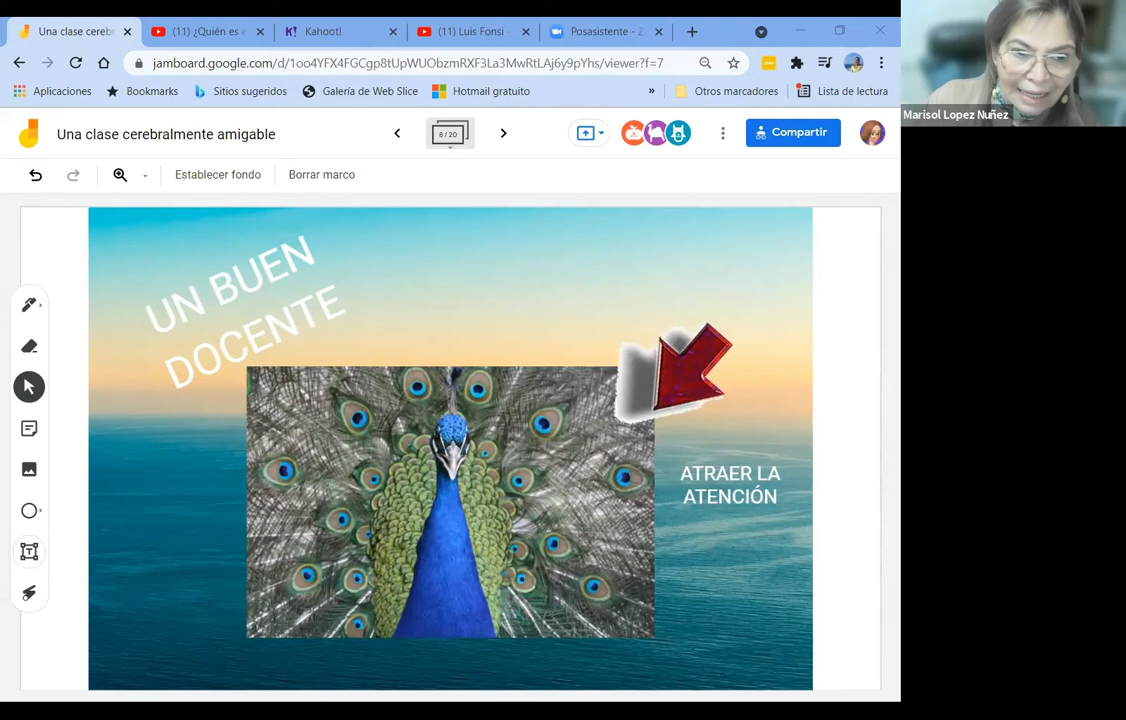 Una clase cereb
(11) ¿Quién es e
Kahoot!
(11) Luis Fonsi -
Posasistente - Z
jamboard.google.com/d/1oo4YFX4FGCgp8tUpWUObzmRXF3La3MwRtLAj6y9pYhs/viewer?f=7
Aplicaciones
Bookmarks
Sitios sugeridos
Galería de Web Slice
Hotmail gratuito
»
Otros marcadores
Lista de lectura
Marisol Lopez Nuñez
Una clase cerebralmente amigable
8 / 20
Compartir
Establecer fondo
Borrar marco
UN BUEN
DOCENTE
ATRAER LA
ATENCIÓN